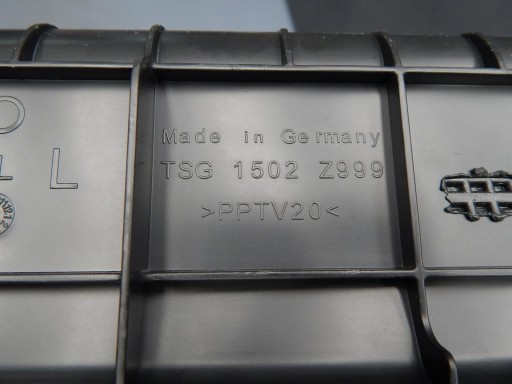 Made in Germany
TSG 1502 Z999
L L
>PPTV20<